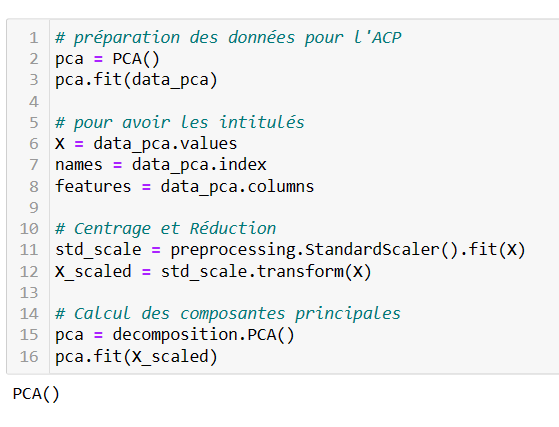 1 # préparation des données pour l'ACP
2 pca = PCA()
3 pca.fit(data_pca)
4
5 # pour avoir les intitulés
6 X = data_pca.values
7 names = data_pca.index
8 features = data_pca.columns
9
10 # Centrage et Réduction
11 std_scale = preprocessing.StandardScaler().fit(X)
12 X_scaled = std_scale.transform(X)
13
14 # Calcul des composantes principales
15 pca = decomposition.PCA()
16 pca.fit(X_scaled)
PCA()